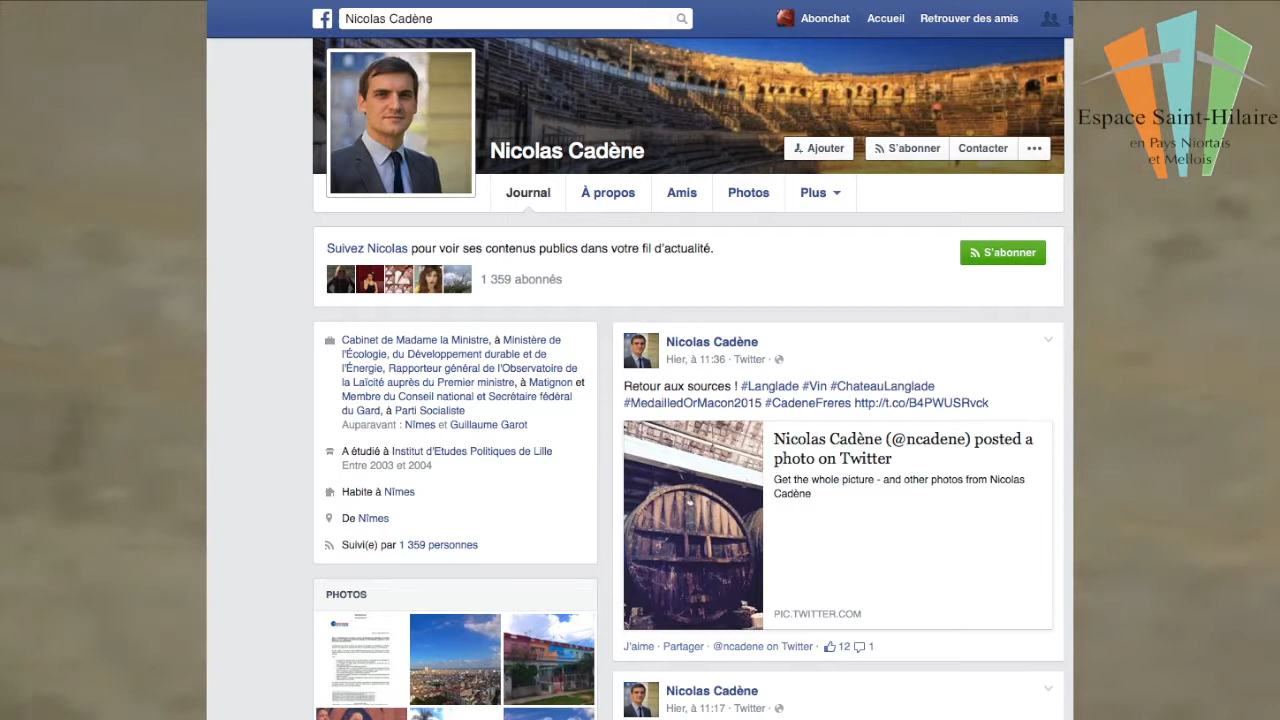 Nicolas Cadène
Abonchat
Accueil
Retrouver des amis
Espace Saint-Hilaire
en Pays Niortais
et Mellois
Nicolas Cadène
Ajouter
S'abonner
Contacter
Journal
À propos
Amis
Photos
Plus
Suivez Nicolas pour voir ses contenus publics dans votre fil d'actualité.
1 359 abonnés
S'abonner
Cabinet de Madame la Ministre, à Ministère de
l'Écologie, du Développement durable et de
l'Énergie, Rapporteur général de l'Observatoire de
la Laïcité auprès du Premier ministre, à Matignon et
Membre du Conseil national et Secrétaire fédéral
du Gard, à Parti Socialiste
Auparavant : Nîmes et Guillaume Garot
A étudié à Institut d'Etudes Politiques de Lille
Entre 2003 et 2004
Habite à Nîmes
De Nîmes
Suivi(e) par 1 359 personnes
PHOTOS
Nicolas Cadène
Hier, à 11:36 · Twitter ·
Retour aux sources ! #Langlade #Vin #ChateauLanglade
#MedailledOrMacon2015 #CadeneFreres http://t.co/B4PWUSRvck
Nicolas Cadène (@ncadene) posted a
photo on Twitter
Get the whole picture - and other photos from Nicolas
Cadène
PIC.TWITTER.COM
J'aime · Partager · @ncadene on Twitter · 12 1
Nicolas Cadène
Hier, à 11:17 · Twitter ·